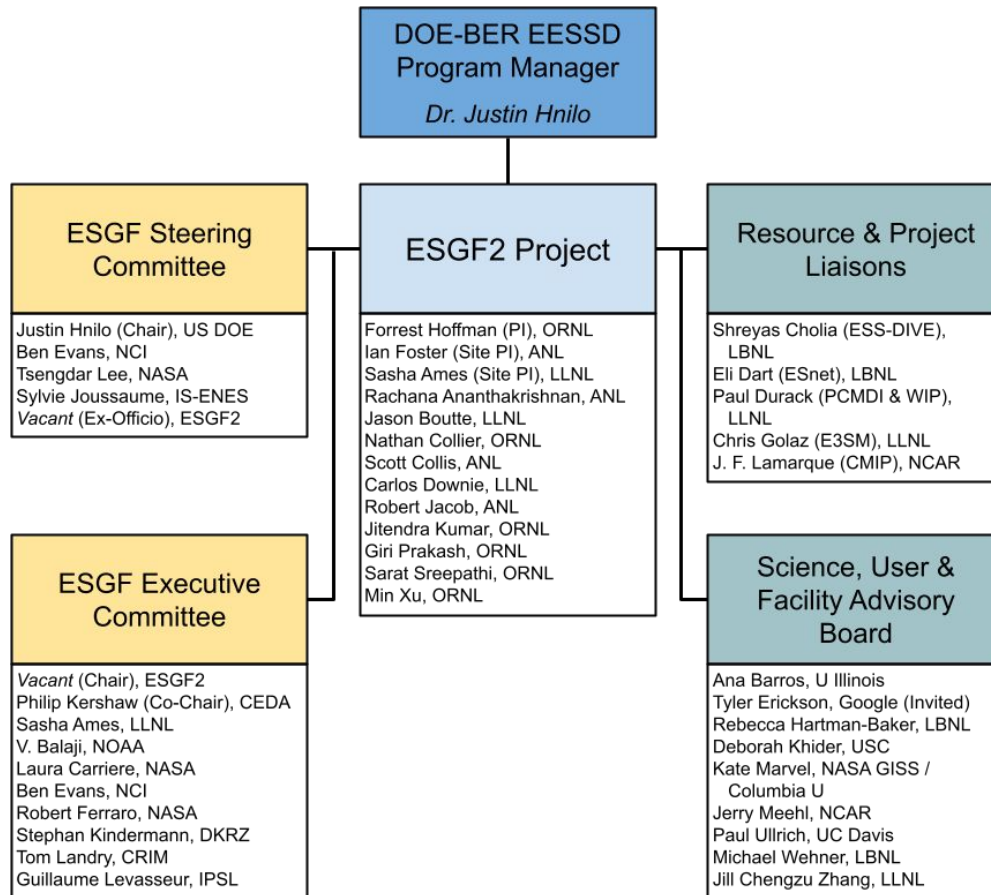 DOE-BER EESSD
Program Manager
Dr. Justin Hnilo
ESGF Steering
Committee
Justin Hnilo (Chair), US DOE
Ben Evans, NCI
Tsengdar Lee, NASA
Sylvie Joussaume, IS-ENES
Vacant (Ex-Officio), ESGF2
ESGF2 Project
Forrest Hoffman (PI), ORNL
Ian Foster (Site PI), ANL
Sasha Ames (Site PI), LLNL
Rachana Ananthakrishnan, ANL
Jason Boutte, LLNL
Nathan Collier, ORNL
Scott Collis, ANL
Carlos Downie, LLNL
Robert Jacob, ANL
Jitendra Kumar, ORNL
Giri Prakash, ORNL
Sarat Sreepathi, ORNL
Min Xu, ORNL
Resource & Project
Liaisons
Shreyas Cholia (ESS-DIVE),
LBNL
Eli Dart (ESnet), LBNL
Paul Durack (PCMDI & WIP),
LLNL
Chris Golaz (E3SM), LLNL
J. F. Lamarque (CMIP), NCAR
ESGF Executive
Committee
Vacant (Chair), ESGF2
Philip Kershaw (Co-Chair), CEDA
Sasha Ames, LLNL
V. Balaji, NOAA
Laura Carriere, NASA
Ben Evans, NCI
Robert Ferraro, NASA
Stephan Kindermann, DKRZ
Tom Landry, CRIM
Guillaume Levasseur, IPSL
Science, User &
Facility Advisory
Board
Ana Barros, U Illinois
Tyler Erickson, Google (Invited)
Rebecca Hartman-Baker, LBNL
Deborah Khider, USC
Kate Marvel, NASA GISS /
Columbia U
Jerry Meehl, NCAR
Paul Ullrich, UC Davis
Michael Wehner, LBNL
Jill Chengzu Zhang, LLNL